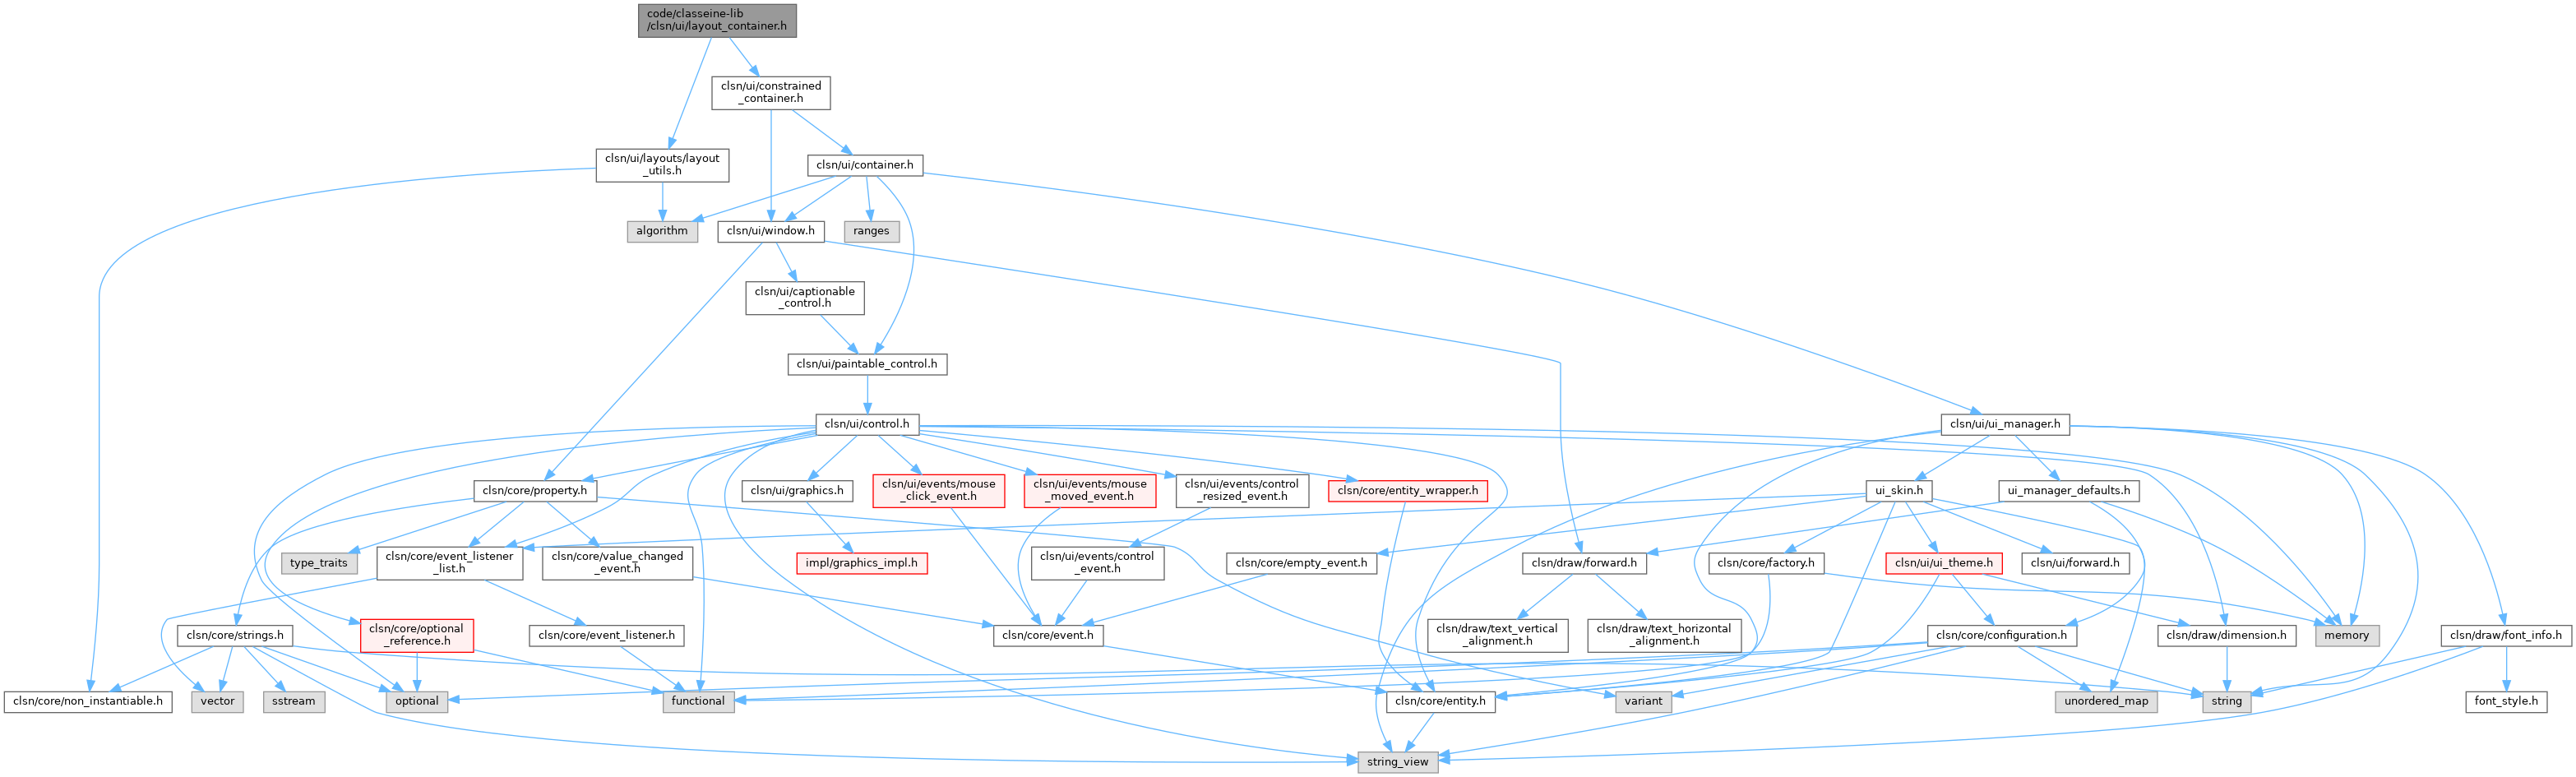 code/classeine-lib
/clsn/ui/layout_container.h
clsn/ui/constrained
_container.h
clsn/ui/layouts/layout
_utils.h
clsn/ui/container.h
algorithm
clsn/ui/window.h
ranges
clsn/ui/captionable
_control.h
clsn/ui/paintable_control.h
clsn/ui/control.h
clsn/ui/ui_manager.h
clsn/core/property.h
clsn/ui/graphics.h
clsn/ui/events/mouse
_click_event.h
clsn/ui/events/mouse
_moved_event.h
clsn/ui/events/control
_resized_event.h
clsn/core/entity_wrapper.h
ui_skin.h
ui_manager_defaults.h
type_traits
clsn/core/event_listener
_list.h
clsn/core/value_changed
_event.h
impl/graphics_impl.h
clsn/ui/events/control
_event.h
clsn/core/empty_event.h
clsn/draw/forward.h
clsn/core/factory.h
clsn/ui/ui_theme.h
clsn/ui/forward.h
clsn/core/strings.h
clsn/core/optional
_reference.h
clsn/core/event_listener.h
clsn/core/event.h
clsn/draw/text_vertical
_alignment.h
clsn/draw/text_horizontal
_alignment.h
clsn/core/configuration.h
clsn/draw/dimension.h
memory
clsn/draw/font_info.h
clsn/core/non_instantiable.h
vector
sstream
optional
functional
clsn/core/entity.h
variant
unordered_map
string
font_style.h
string_view